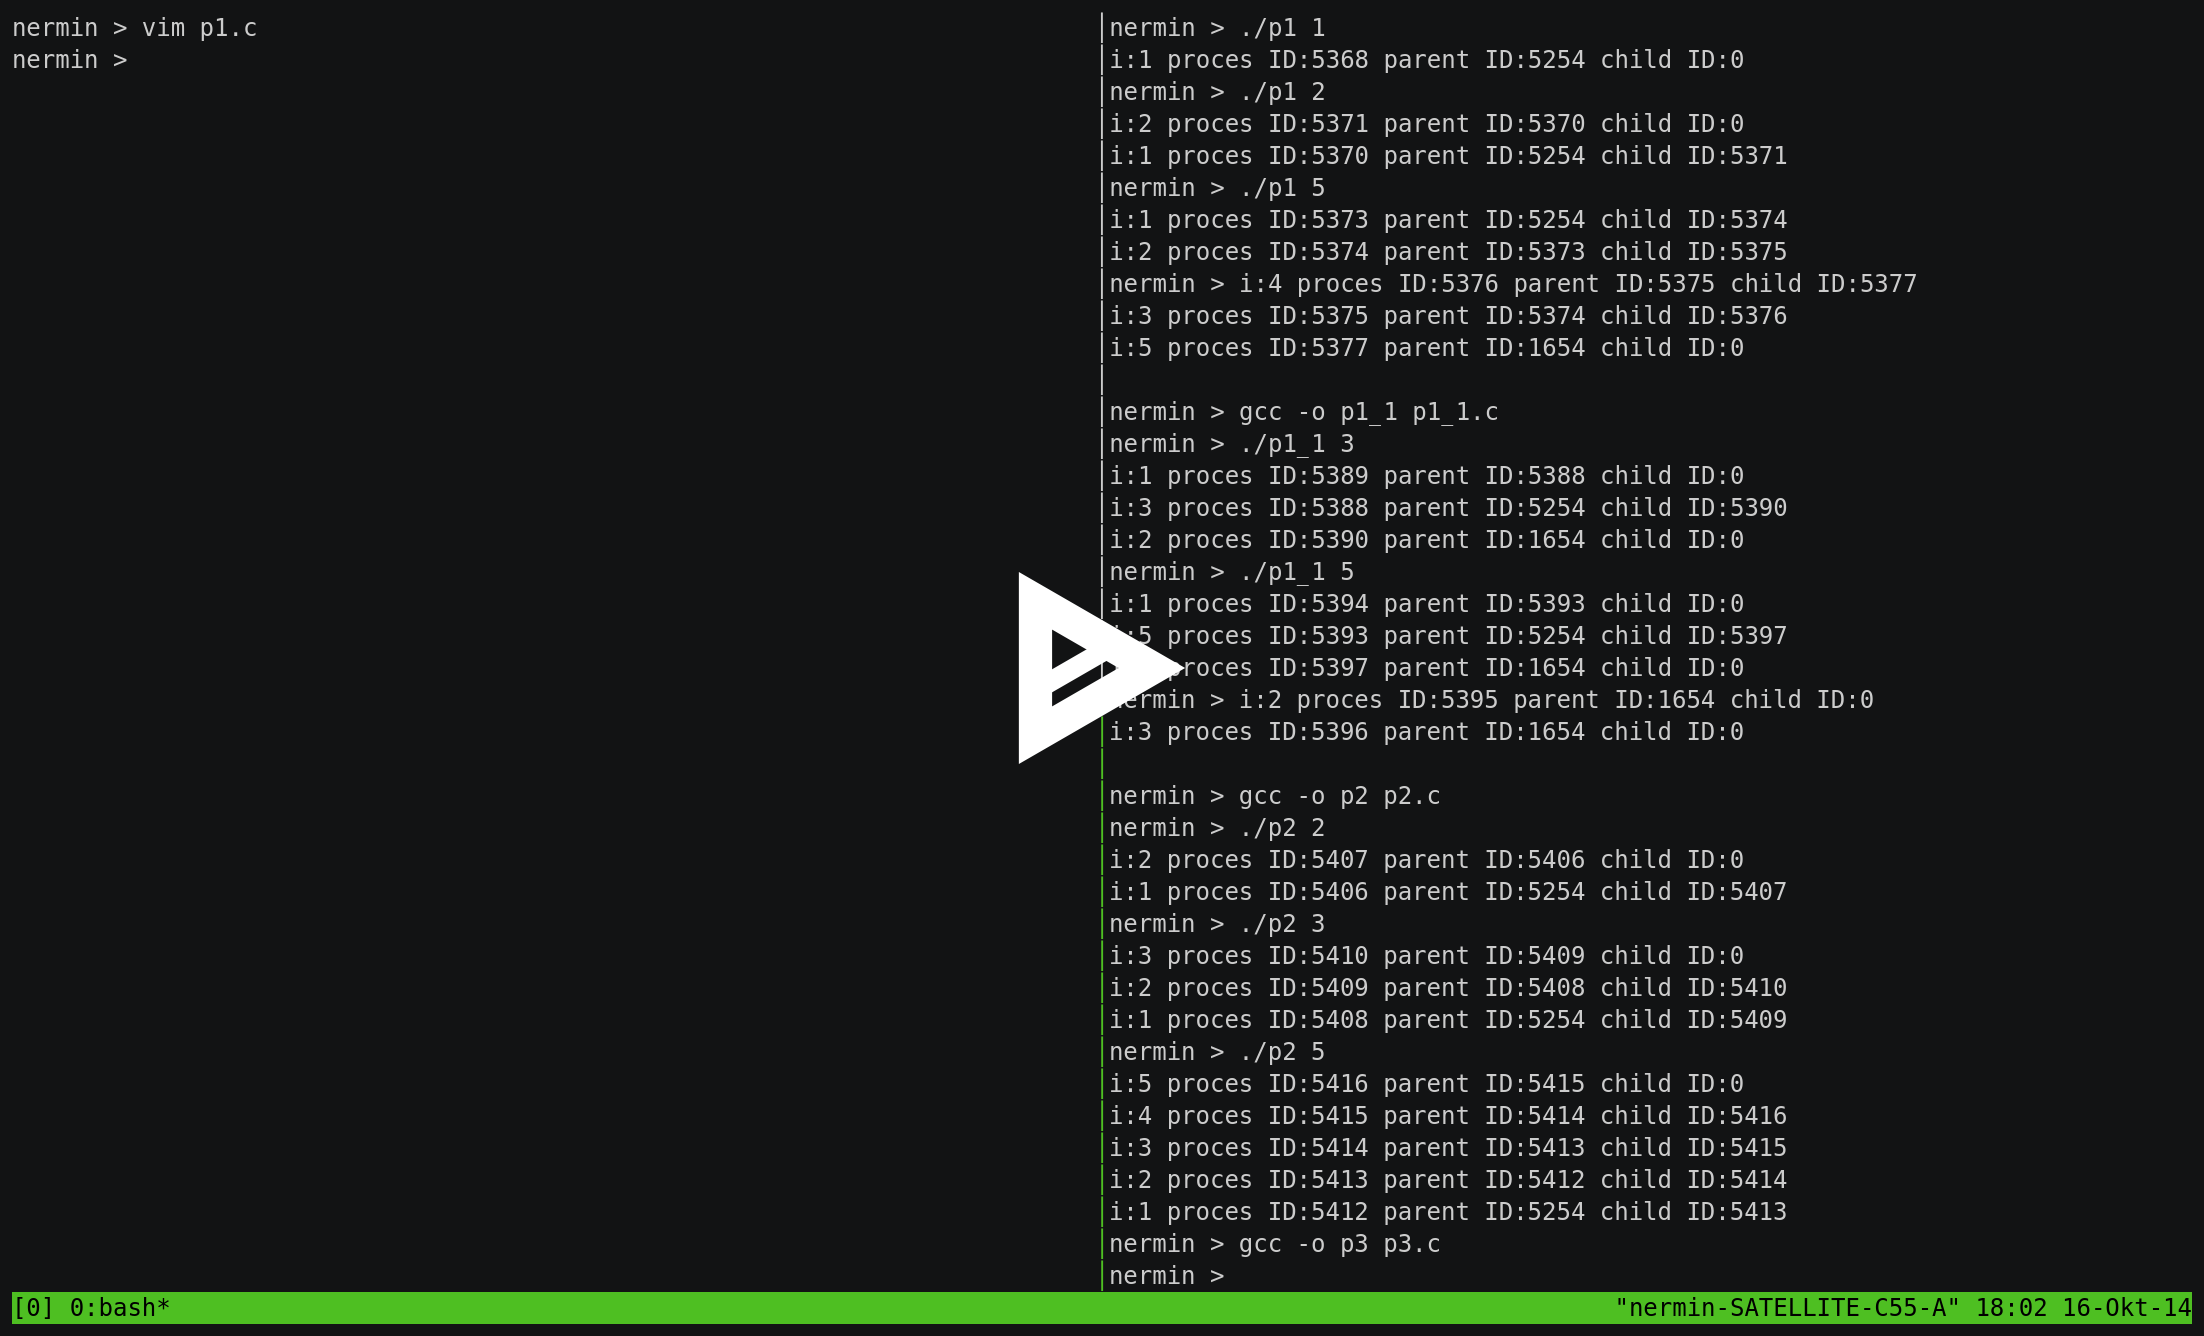 nermin > vim p1.c
nermin >
nermin > ./p1 1
i:1 proces ID:5368 parent ID:5254 child ID:0
nermin > ./p1 2
i:2 proces ID:5371 parent ID:5370 child ID:0
i:1 proces ID:5370 parent ID:5254 child ID:5371
nermin > ./p1 5
i:1 proces ID:5373 parent ID:5254 child ID:5374
i:2 proces ID:5374 parent ID:5373 child ID:5375
nermin > i:4 proces ID:5376 parent ID:5375 child ID:5377
i:3 proces ID:5375 parent ID:5374 child ID:5376
i:5 proces ID:5377 parent ID:1654 child ID:0
nermin > gcc -o p1_1 p1_1.c
nermin > ./p1_1 3
i:1 proces ID:5389 parent ID:5388 child ID:0
i:3 proces ID:5388 parent ID:5254 child ID:5390
i:2 proces ID:5390 parent ID:1654 child ID:0
nermin > ./p1_1 5
i:1 proces ID:5394 parent ID:5393 child ID:0
i:5 proces ID:5393 parent ID:5254 child ID:5397
proces ID:5397 parent ID:1654 child ID:0
nermin > i:2 proces ID:5395 parent ID:1654 child ID:0
i:3 proces ID:5396 parent ID:1654 child ID:0
nermin > gcc -o p2 p2.c
nermin > ./p2 2
i:2 proces ID:5407 parent ID:5406 child ID:0
i:1 proces ID:5406 parent ID:5254 child ID:5407
nermin > ./p2 3
i:3 proces ID:5410 parent ID:5409 child ID:0
i:2 proces ID:5409 parent ID:5408 child ID:5410
i:1 proces ID:5408 parent ID:5254 child ID:5409
nermin > ./p2 5
i:5 proces ID:5416 parent ID:5415 child ID:0
i:4 proces ID:5415 parent ID:5414 child ID:5416
i:3 proces ID:5414 parent ID:5413 child ID:5415
i:2 proces ID:5413 parent ID:5412 child ID:5414
i:1 proces ID:5412 parent ID:5254 child ID:5413
nermin > gcc -o p3 p3.c
nermin >
[0] 0:bash* "nermin-SATELLITE-C55-A" 18:02 16-Okt-14